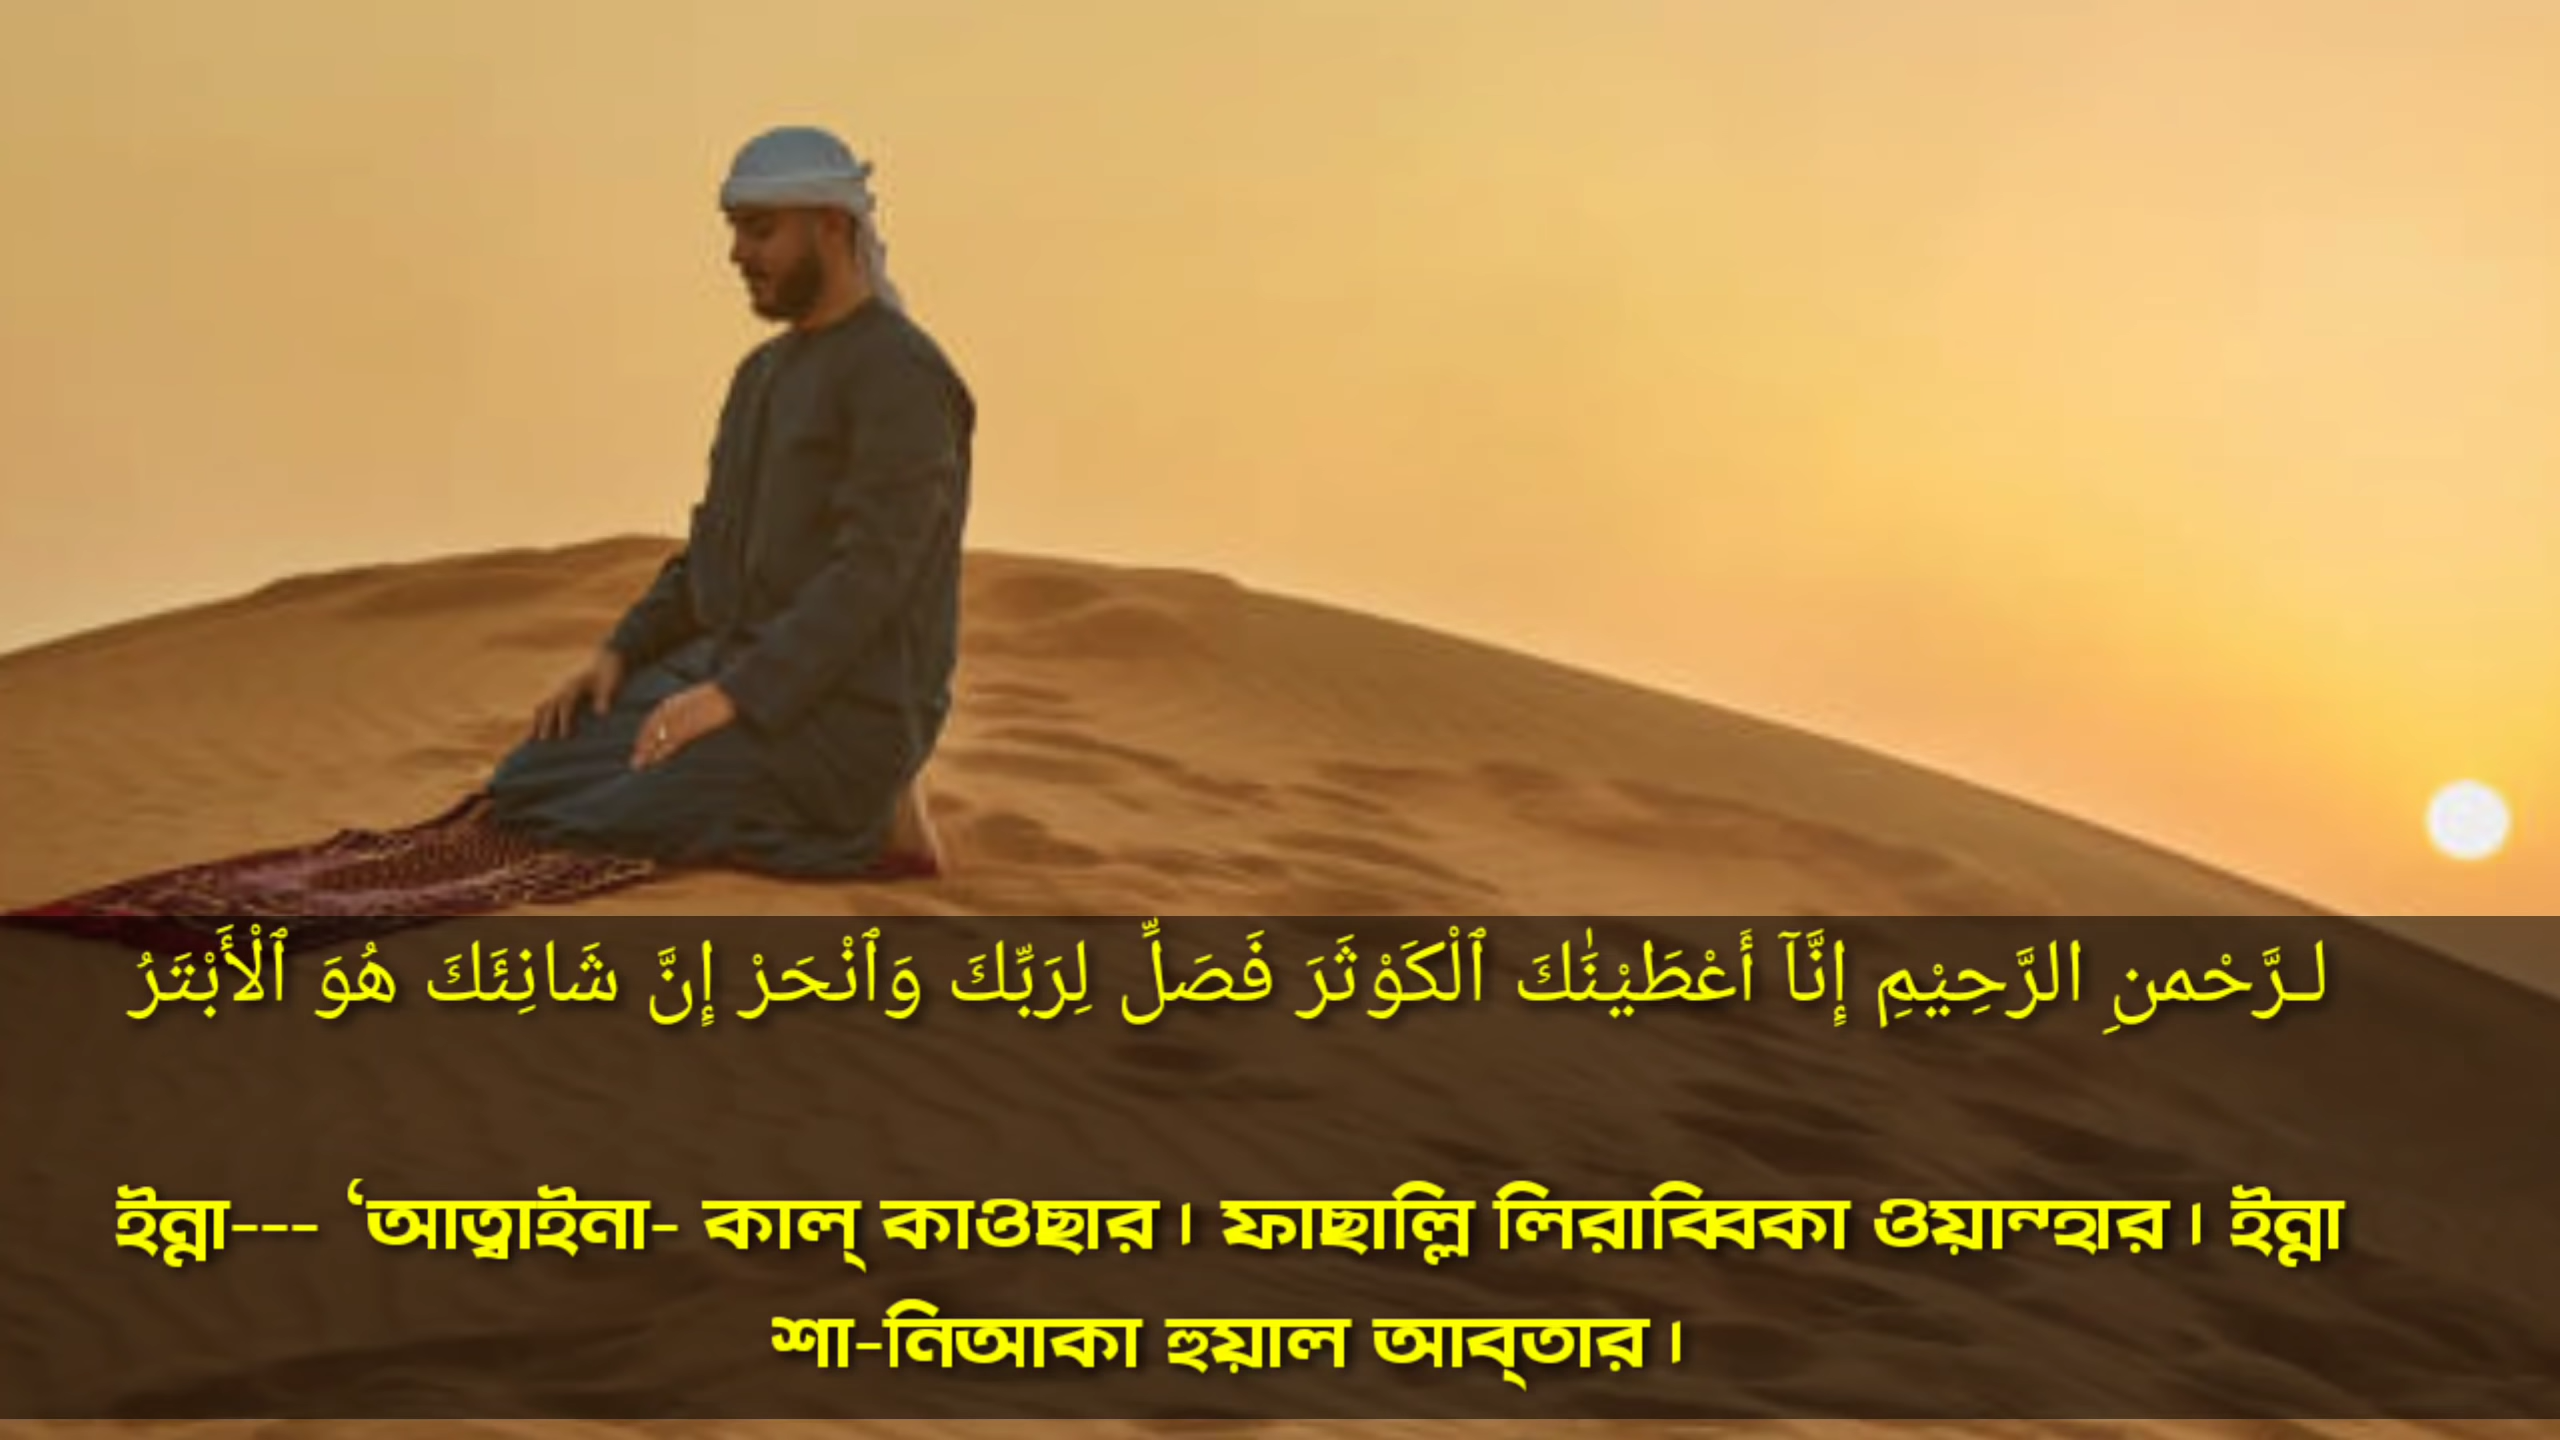 لـرَّحْمنِ الرَّحِيْمِ إِنَّآ أَعْطَيْنَٰكَ ٱلْكَوْثَرَ فَصَلِّ لِرَبِّكَ وَٱنْحَرْ إِنَّ شَانِئَكَ هُوَ ٱلْأَبْتَرُ
ইন্না--- ‘আত্বাইনা- কাল্ কাওছার। ফাছাল্লি লিরাব্বিকা ওয়ান্হার। ইন্না
শা-নিআকা হুয়াল আব্‌তার।